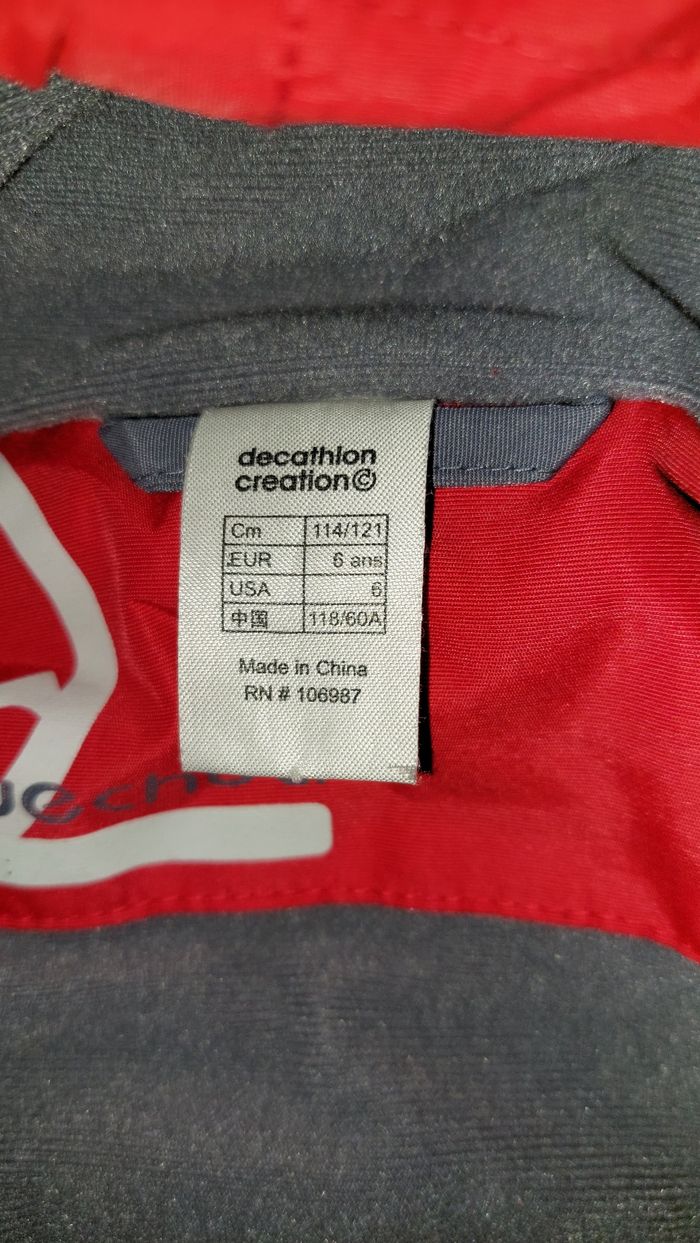 decathlon
creation©
Cm 114/121
EUR 6 ans
USA 6
中国 118/60A
Made in China
RN # 106987